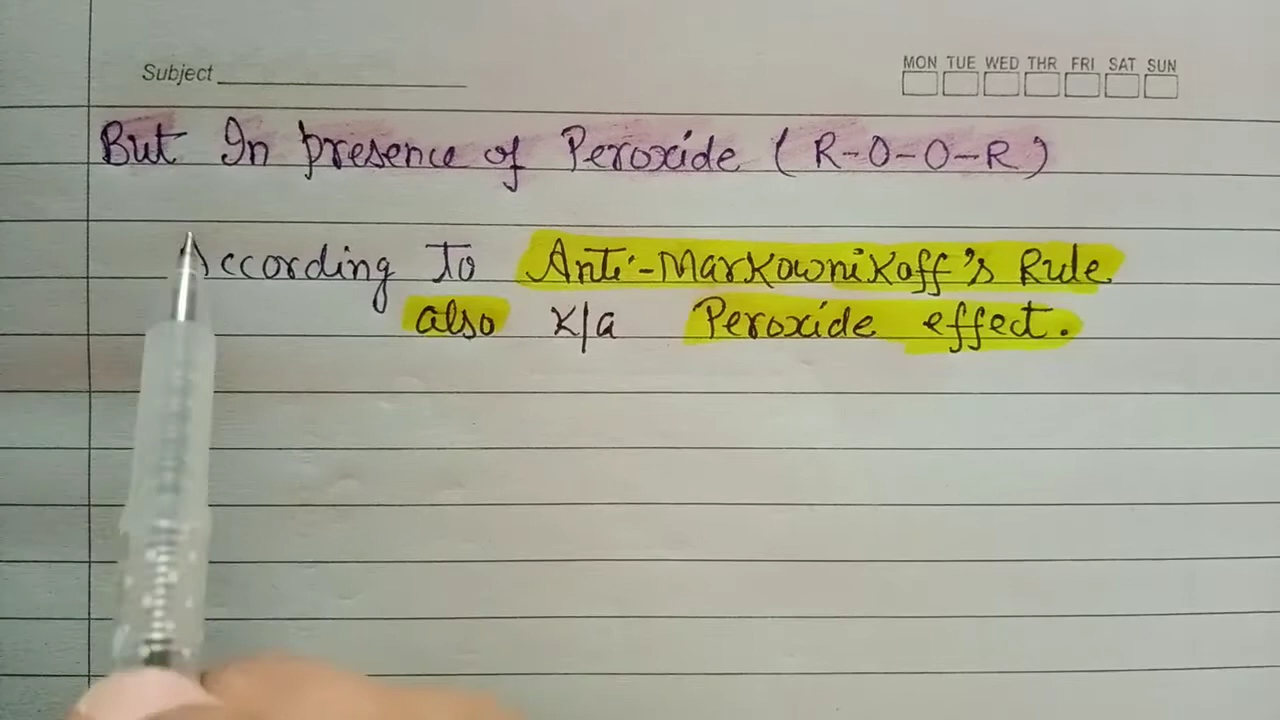 Subject
MON TUE WED THR FRI SAT SUN
But In presence of Peroxide ( R-O-O-R )
According To Anti-Markownikoff's Rule
also K/a Peroxide effect.